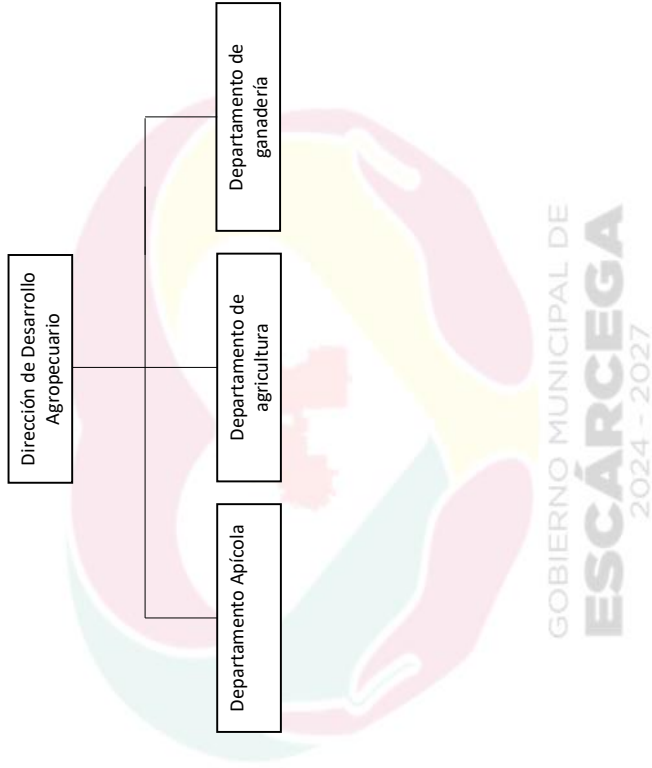 Dirección de Desarrollo
Agropecuario
Departamento Apícola
Departamento de
agricultura
Departamento de
ganadería
GOBIERNO MUNICIPAL DE
ESCÁRCEGA
2024 - 2027